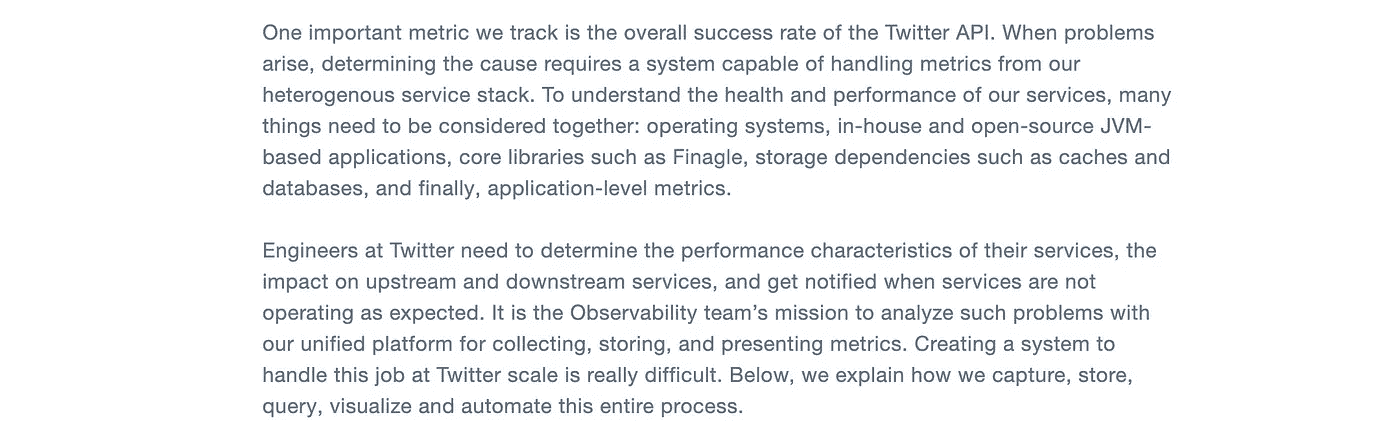 One important metric we track is the overall success rate of the Twitter API. When problems
arise, determining the cause requires a system capable of handling metrics from our
heterogenous service stack. To understand the health and performance of our services, many
things need to be considered together: operating systems, in-house and open-source JVM-
based applications, core libraries such as Finagle, storage dependencies such as caches and
databases, and finally, application-level metrics.
Engineers at Twitter need to determine the performance characteristics of their services, the
impact on upstream and downstream services, and get notified when services are not
operating as expected. It is the Observability team’s mission to analyze such problems with
our unified platform for collecting, storing, and presenting metrics. Creating a system to
handle this job at Twitter scale is really difficult. Below, we explain how we capture, store,
query, visualize and automate this entire process.